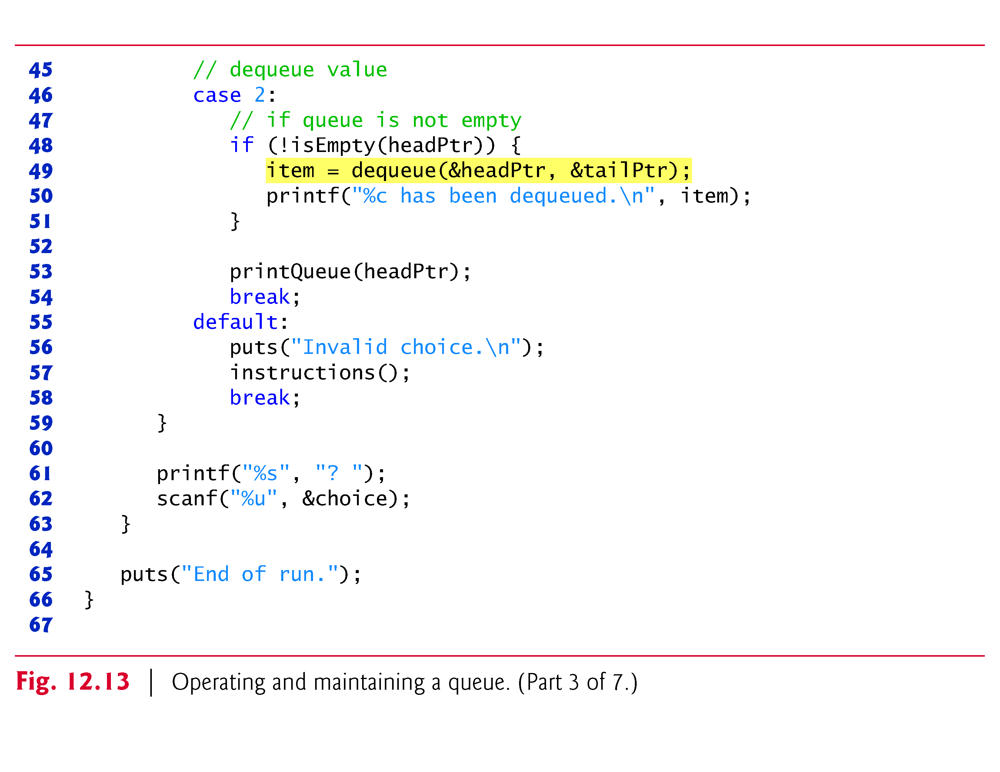 45 // dequeue value
46 case 2:
47 // if queue is not empty
48 if (!isEmpty(headPtr)) {
49 item = dequeue(&headPtr, &tailPtr);
50 printf("%c has been dequeued.\n", item);
51 }
52
53 printQueue(headPtr);
54 break;
55 default:
56 puts("Invalid choice.\n");
57 instructions();
58 break;
59 }
60
61 printf("%s", "? ");
62 scanf("%u", &choice);
63 }
64
65 puts("End of run.");
66 }
67
Fig. 12.13 | Operating and maintaining a queue. (Part 3 of 7.)